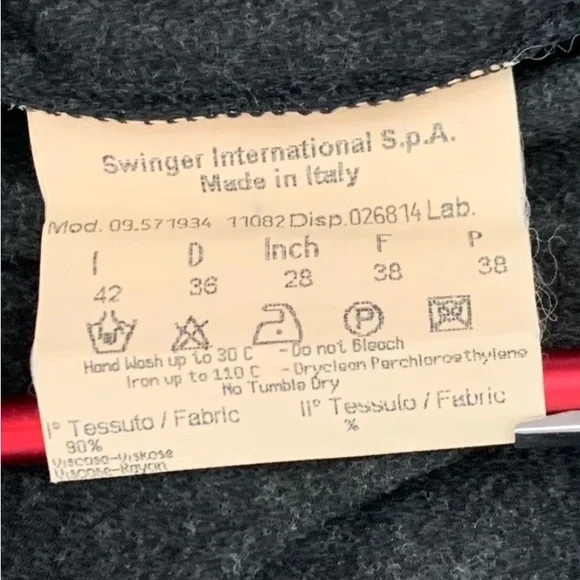 Swinger International S.p.A.
Made in Italy
Mod. 09.571934 11082 Disp.026814 Lab.
I D Inch F P
42 36 28 38 38
P
Hand Wash up to 30 C - Do not Bleach
Iron up to 110 C - Dryclean Perchloroethylene
No Tumble Dry
I° Tessuto / Fabric II° Tessuto / Fabric
90% %
Viscosa-Viskose
Viscose-Rayon